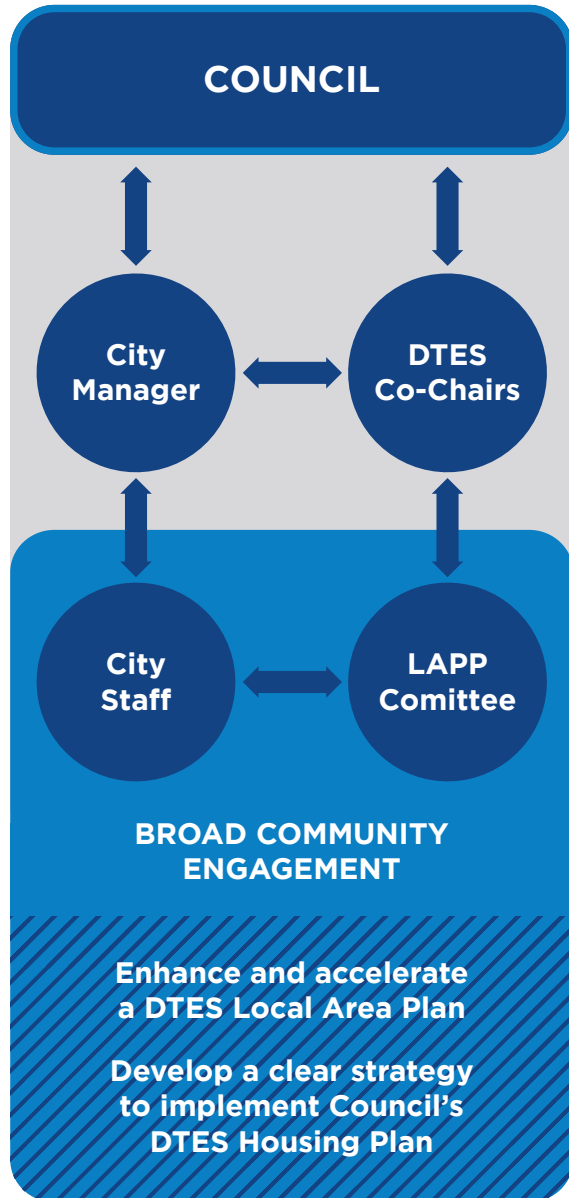 COUNCIL
City
Manager
DTES
Co-Chairs
City
Staff
LAPP
Comittee
BROAD COMMUNITY
ENGAGEMENT
Enhance and accelerate
a DTES Local Area Plan
Develop a clear strategy
to implement Council’s
DTES Housing Plan